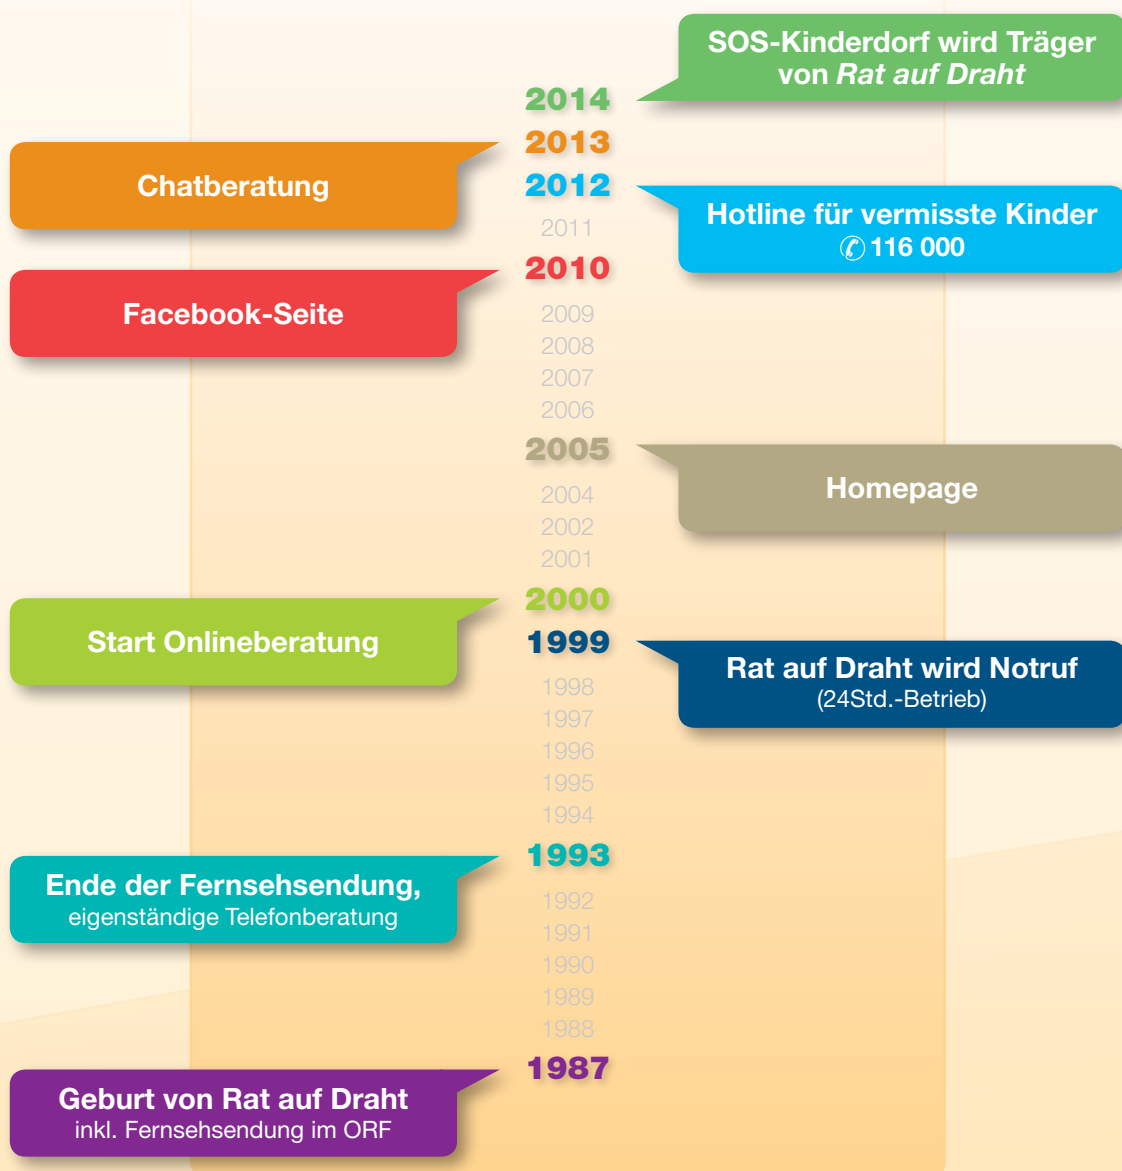 SOS-Kinderdorf wird Träger
von Rat auf Draht
2014
2013
Chatberatung
2012
Hotline für vermisste Kinder
✆ 116 000
2011
2010
Facebook-Seite
2009
2008
2007
2006
2005
Homepage
2004
2002
2001
2000
Start Onlineberatung
1999
Rat auf Draht wird Notruf
(24Std.-Betrieb)
1998
1997
1996
1995
1994
1993
Ende der Fernsehsendung,
eigenständige Telefonberatung
1992
1991
1990
1989
1988
1987
Geburt von Rat auf Draht
inkl. Fernsehsendung im ORF